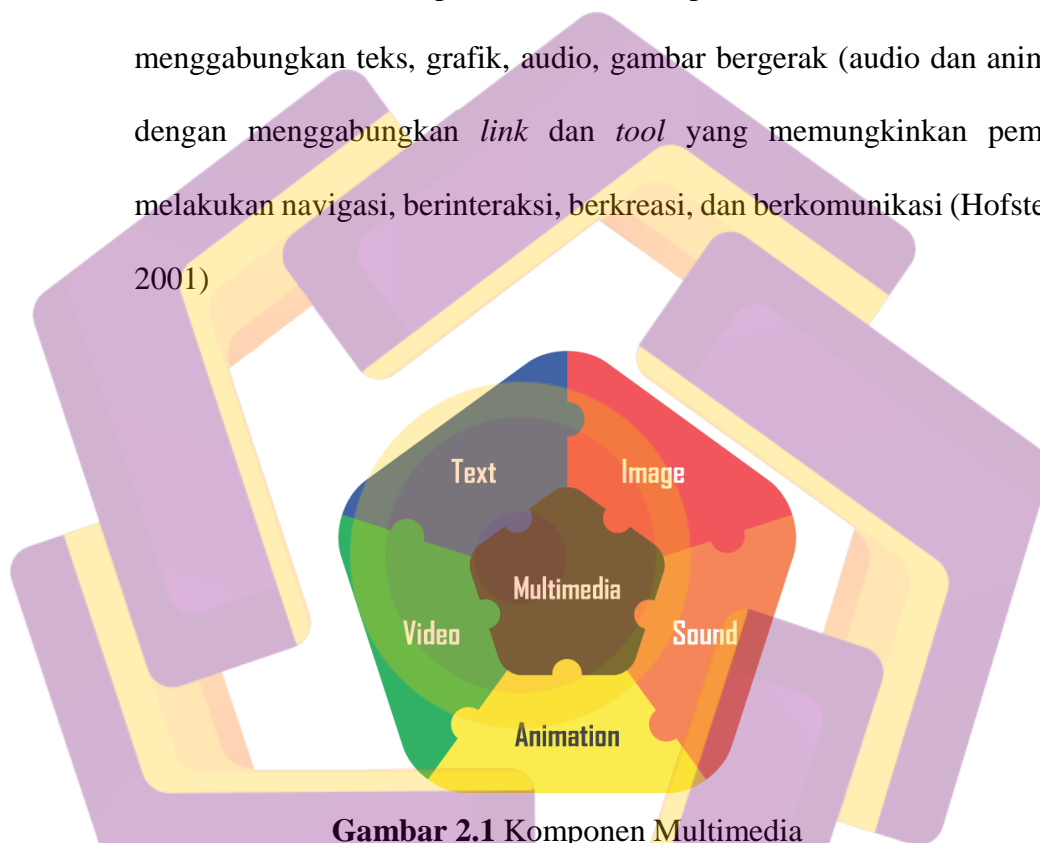 menggabungkan teks, grafik, audio, gambar bergerak (audio dan anim
dengan menggabungkan link dan tool yang memungkinkan pem
melakukan navigasi, berinteraksi, berkreasi, dan berkomunikasi (Hofste
2001)
Text
Image
Multimedia
Video
Sound
Animation
Gambar 2.1 Komponen Multimedia